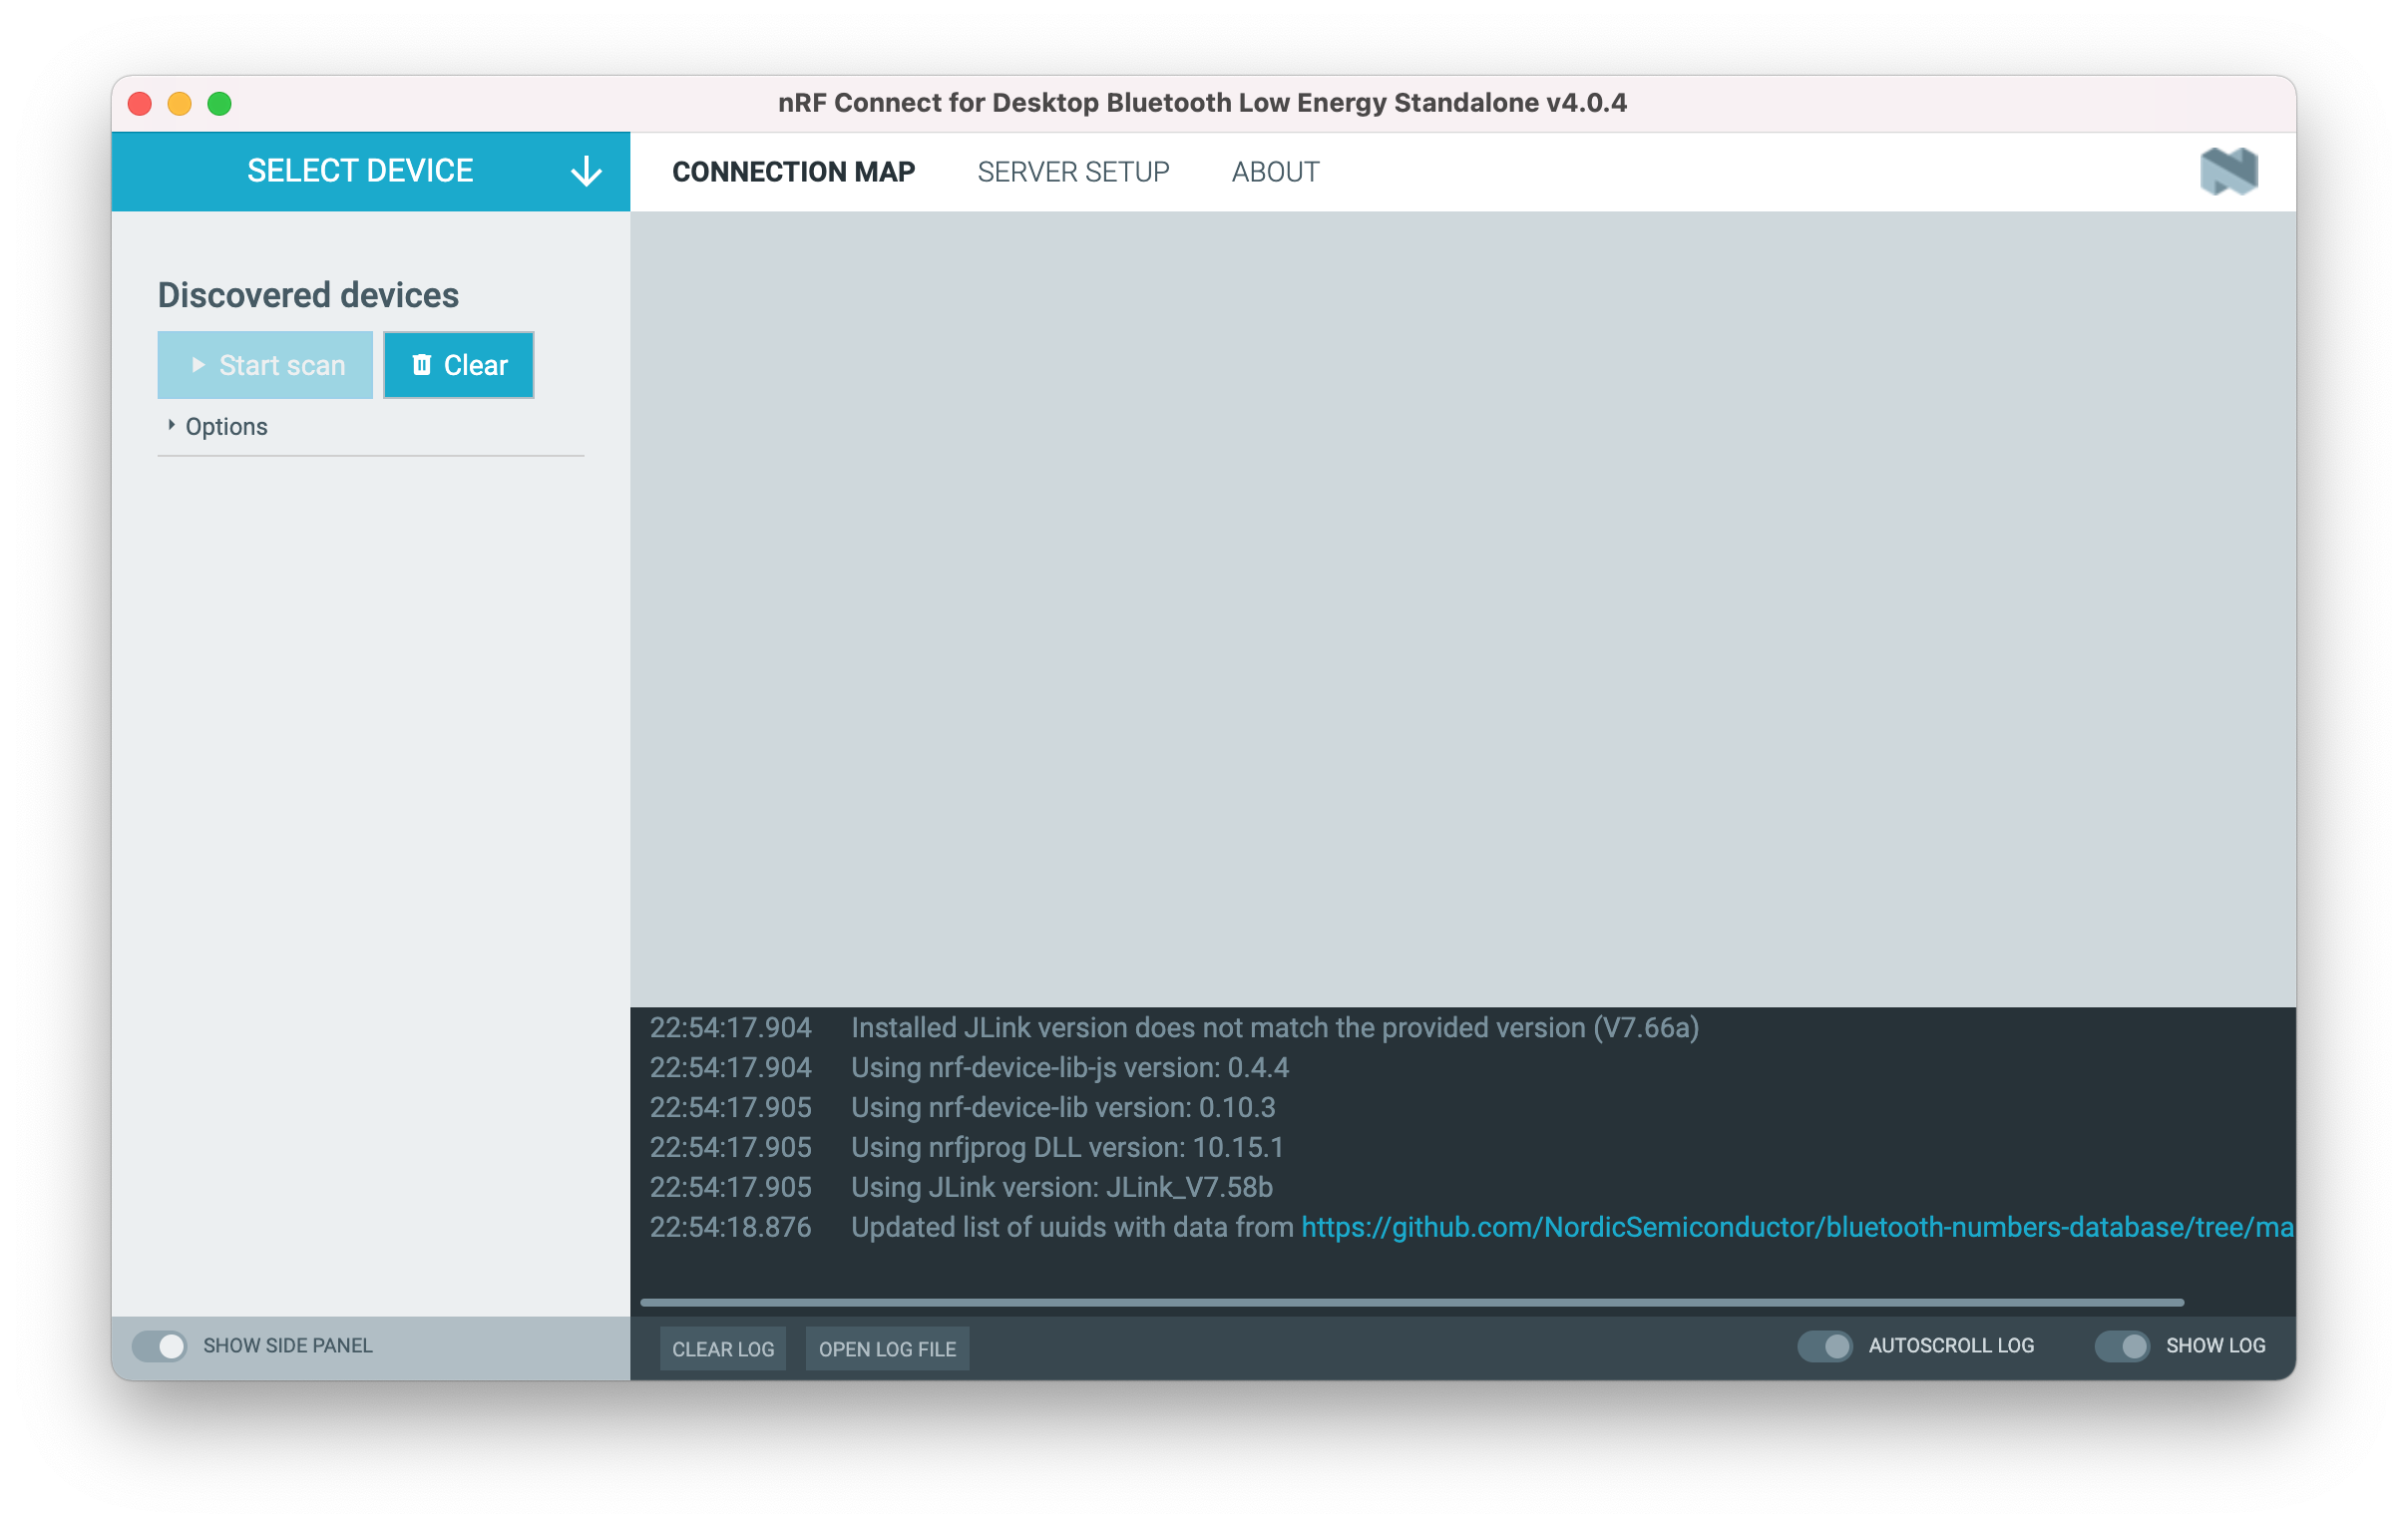 nRF Connect for Desktop Bluetooth Low Energy Standalone v4.0.4
SELECT DEVICE
CONNECTION MAP
SERVER SETUP
ABOUT
Discovered devices
Start scan
Clear
Options
22:54:17.904 Installed JLink version does not match the provided version (V7.66a)
22:54:17.904 Using nrf-device-lib-js version: 0.4.4
22:54:17.905 Using nrf-device-lib version: 0.10.3
22:54:17.905 Using nrfjprog DLL version: 10.15.1
22:54:17.905 Using JLink version: JLink_V7.58b
22:54:18.876 Updated list of uuids with data from https://github.com/NordicSemiconductor/bluetooth-numbers-database/tree/ma
SHOW SIDE PANEL
CLEAR LOG
OPEN LOG FILE
AUTOSCROLL LOG
SHOW LOG